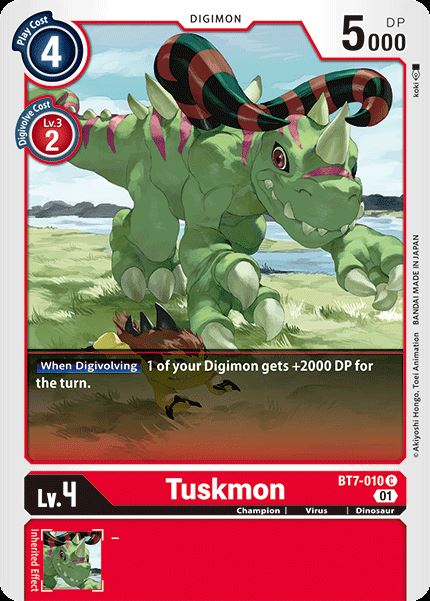 DIGIMON
Play Cost
4
DP
5000
Digivolve Cost
Lv.3
2
koki
When Digivolving 1 of your Digimon gets +2000 DP for
the turn.
© Akiyoshi Hongo, Toei Animation BANDAI MADE IN JAPAN
Lv.4
Tuskmon
BT7-010 C
01
Champion | Virus | Dinosaur
Inherited Effect
–